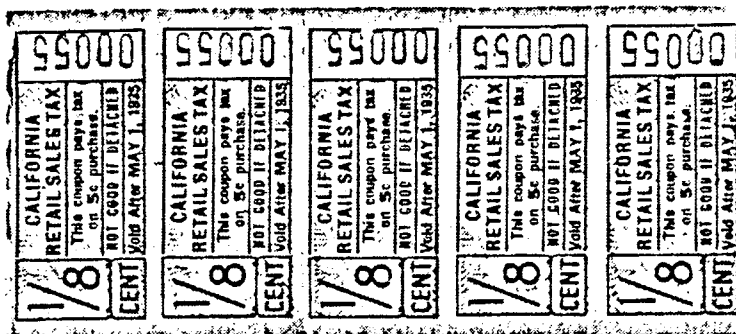 00055
CALIFORNIA
RETAIL SALES TAX
This coupon pays tax
on 5c purchase.
NOT GOOD IF DETACHED
Void After MAY 1, 1935
1/8
CENT
00055
CALIFORNIA
RETAIL SALES TAX
This coupon pays tax
on 5c purchase.
NOT GOOD IF DETACHED
Void After MAY 1, 1935
1/8
CENT
00055
CALIFORNIA
RETAIL SALES TAX
This coupon pays tax
on 5c purchase.
NOT GOOD IF DETACHED
Void After MAY 1, 1935
1/8
CENT
00055
CALIFORNIA
RETAIL SALES TAX
This coupon pays tax
on 5c purchase.
NOT GOOD IF DETACHED
Void After MAY 1, 1935
1/8
CENT
00055
CALIFORNIA
RETAIL SALES TAX
This coupon pays tax
on 5c purchase.
NOT GOOD IF DETACHED
Void After MAY 1, 1935
1/8
CENT